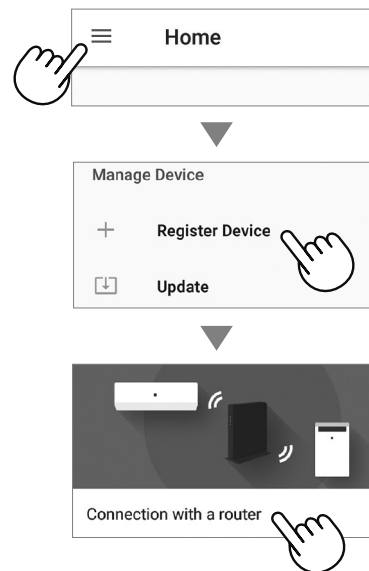 Home
Manage Device
Register Device
Update
Connection with a router